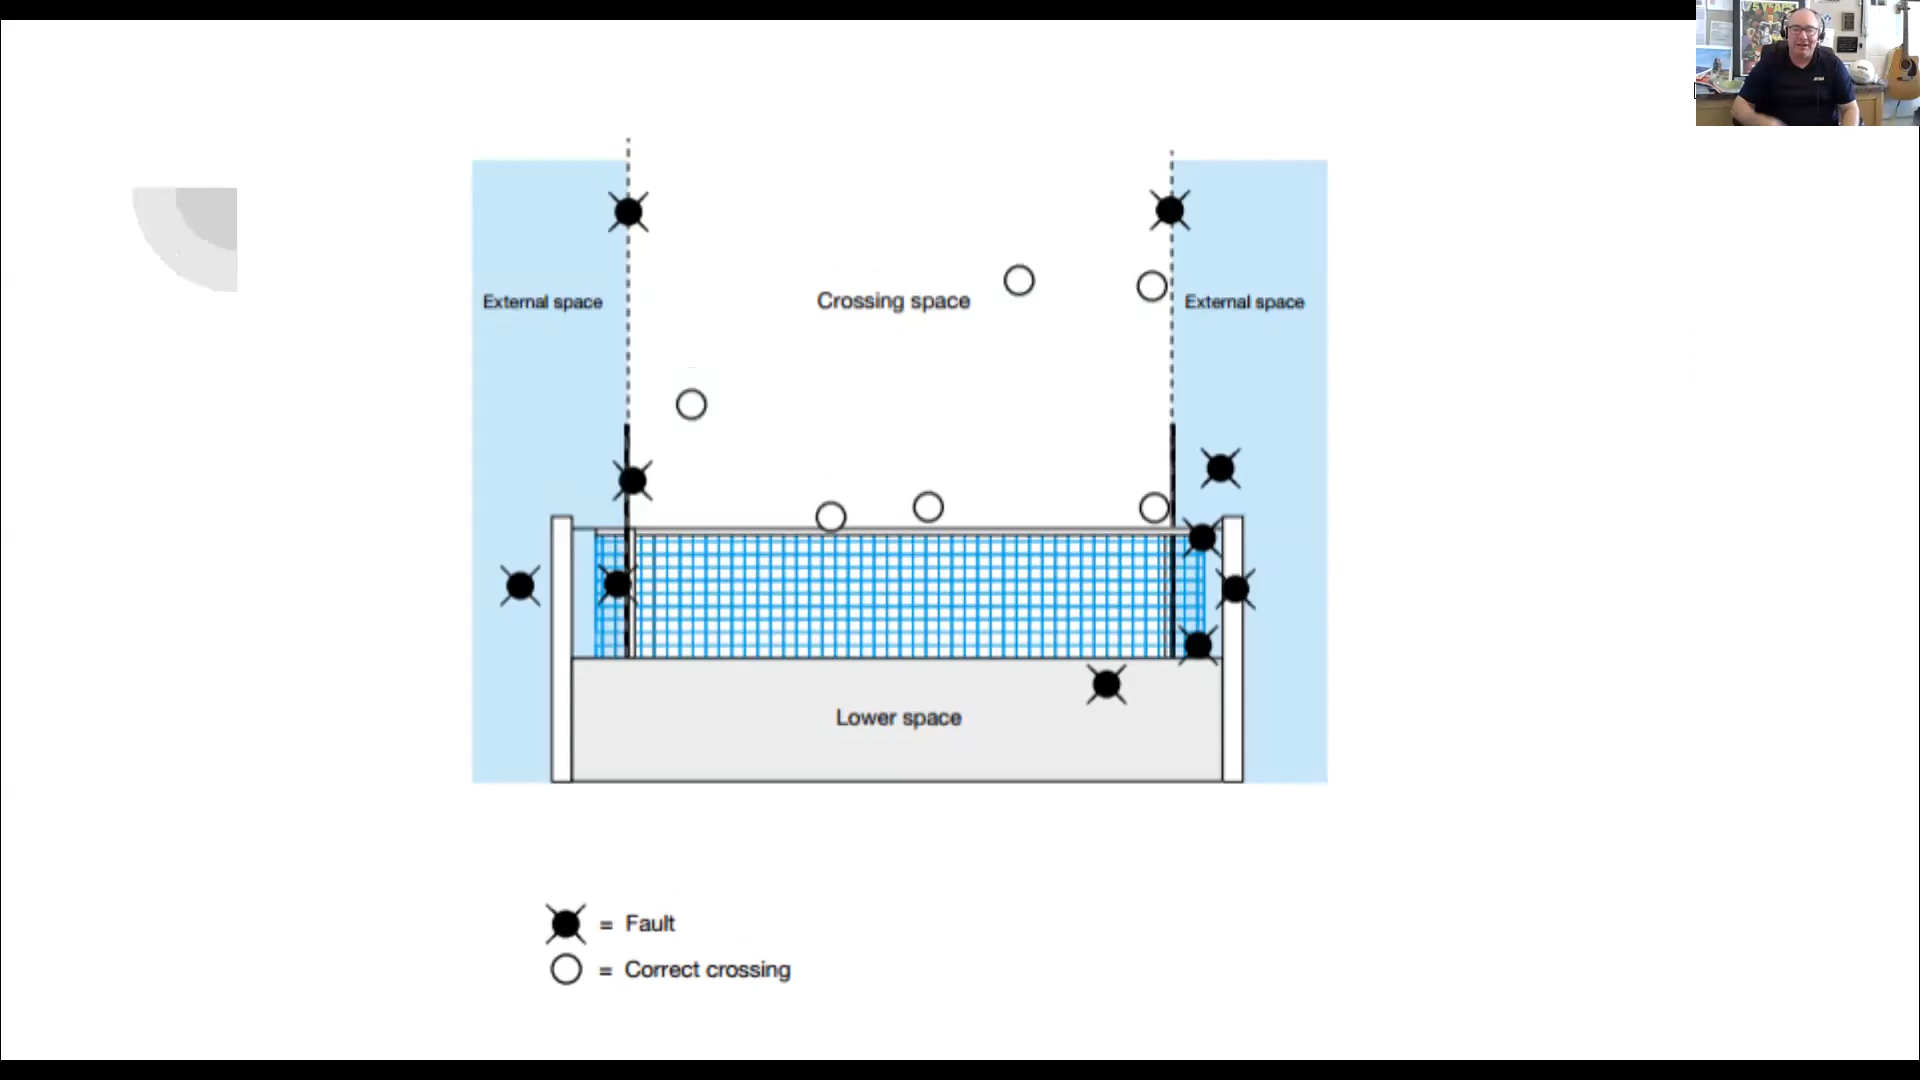 External space
Crossing space
External space
Lower space
= Fault
= Correct crossing